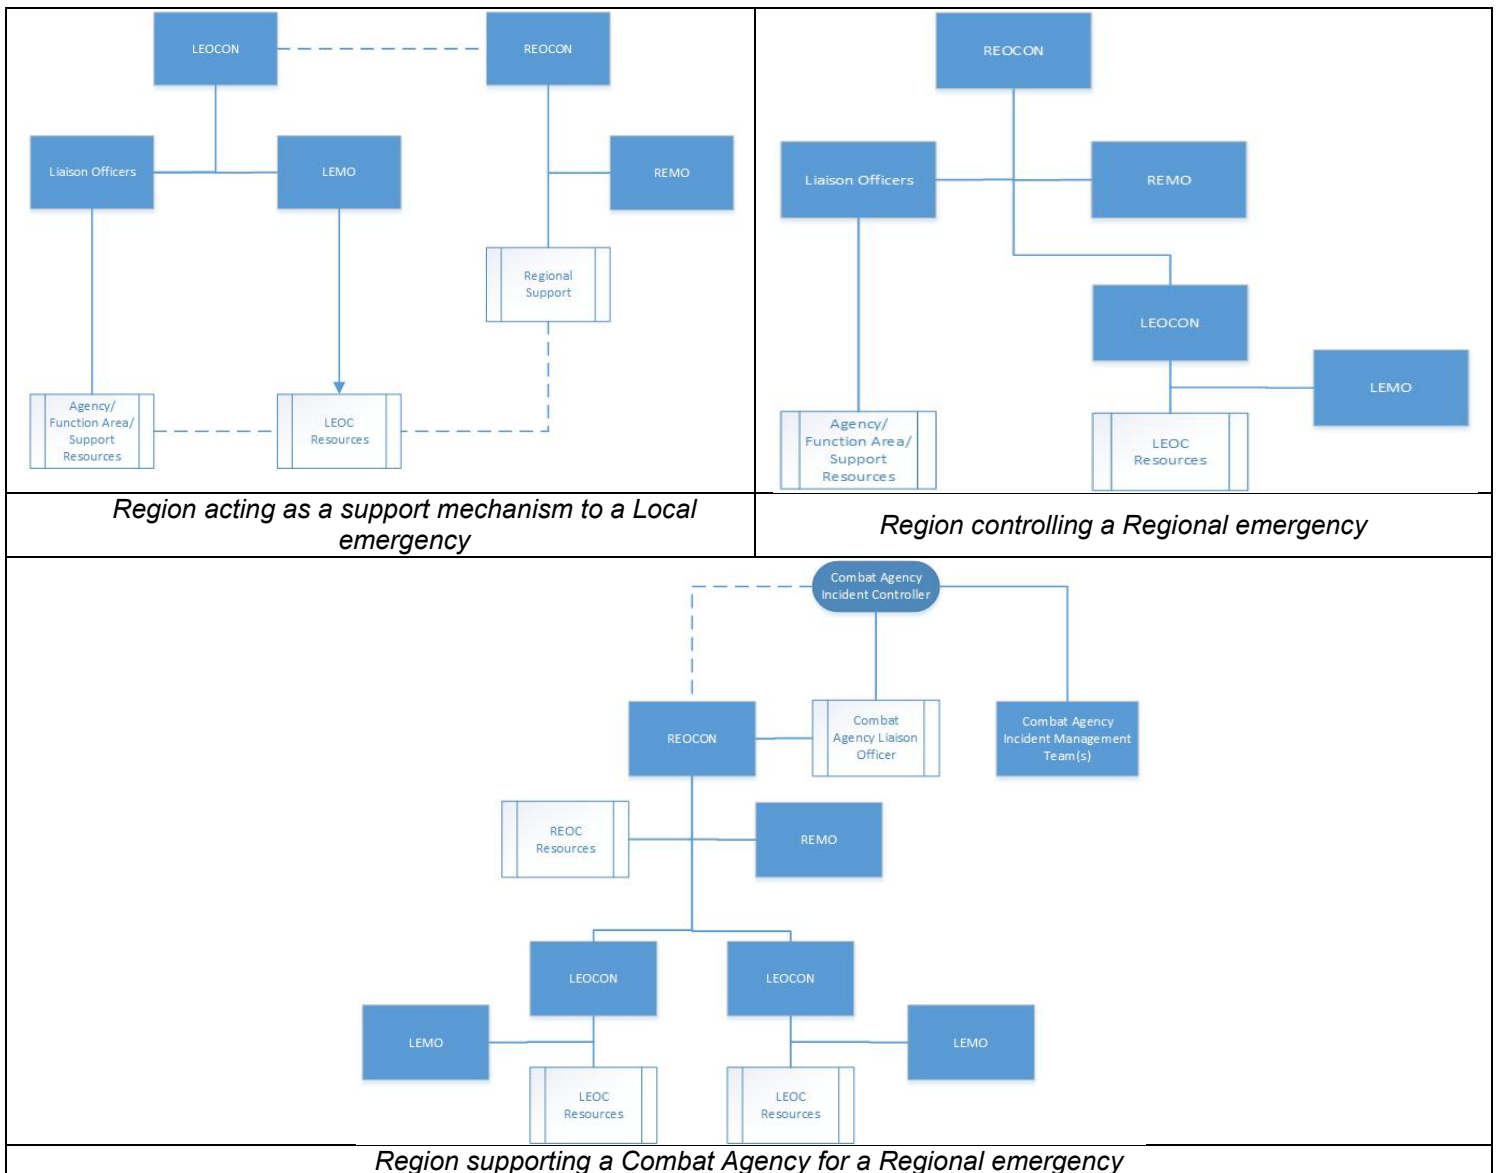 LEOCON
REOCON
Liaison Officers
LEMO
REMO
Regional
Support
Agency/
Function Area/
Support
Resources
LEOC
Resources
Region acting as a support mechanism to a Local
emergency
REOCON
Liaison Officers
REMO
LEOCON
LEMO
Agency/
Function Area/
Support
Resources
LEOC
Resources
Region controlling a Regional emergency
Combat Agency
Incident Controller
REOCON
Combat
Agency Liaison
Officer
Combat Agency
Incident Management
Team(s)
REOC
Resources
REMO
LEOCON
LEOCON
LEMO
LEMO
LEOC
Resources
LEOC
Resources
Region supporting a Combat Agency for a Regional emergency